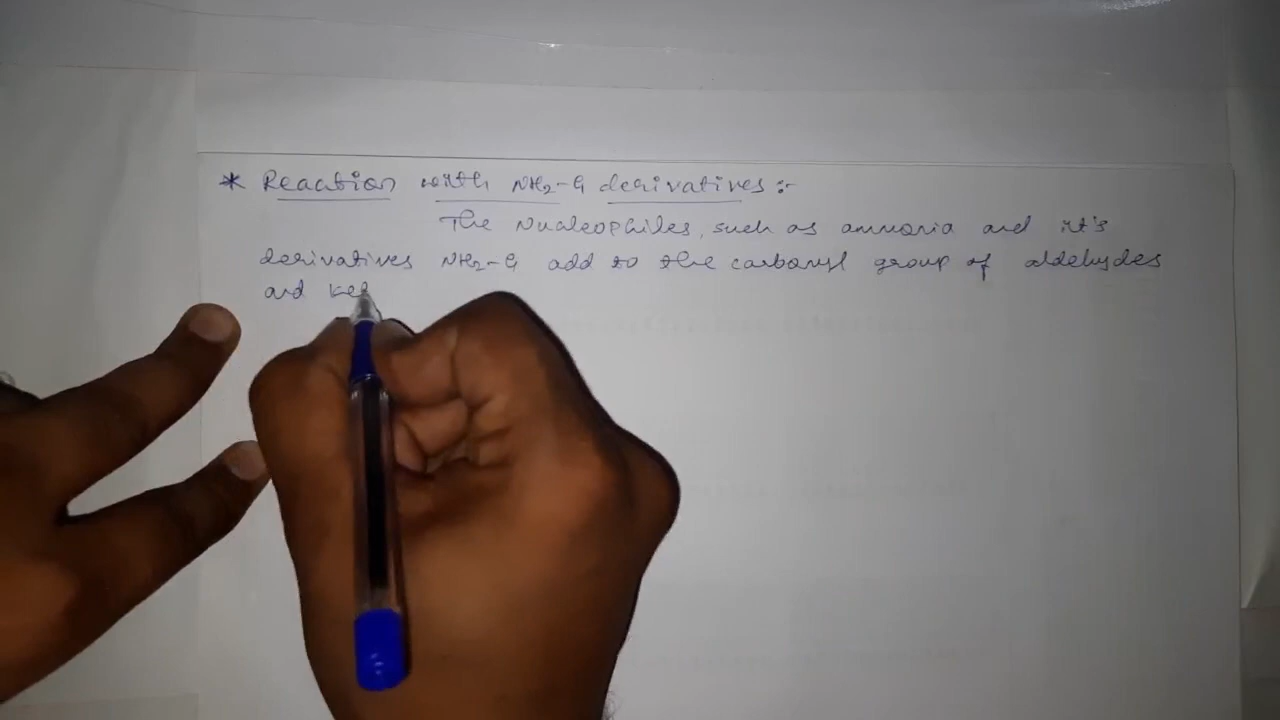 * Reaction with NH2-G derivatives :-
The Nucleophiles, such as ammonia and it's
derivatives NH2-G add to the carbonyl group of aldehydes
and ket